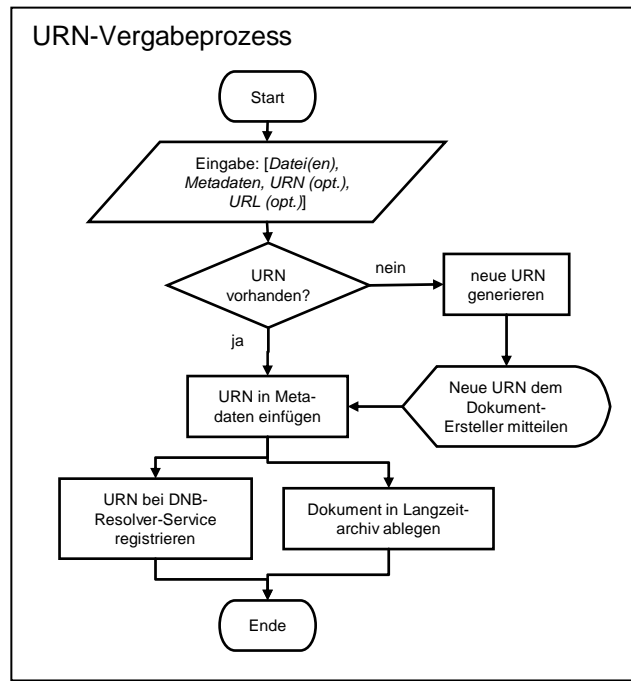 URN-Vergabeprozess
Start
Eingabe: [Datei(en),
Metadaten, URN (opt.),
URL (opt.)]
URN
vorhanden?
nein
neue URN
generieren
ja
URN in Meta-
daten einfügen
Neue URN dem
Dokument-
Ersteller mitteilen
URN bei DNB-
Resolver-Service
registrieren
Dokument in Langzeit-
archiv ablegen
Ende